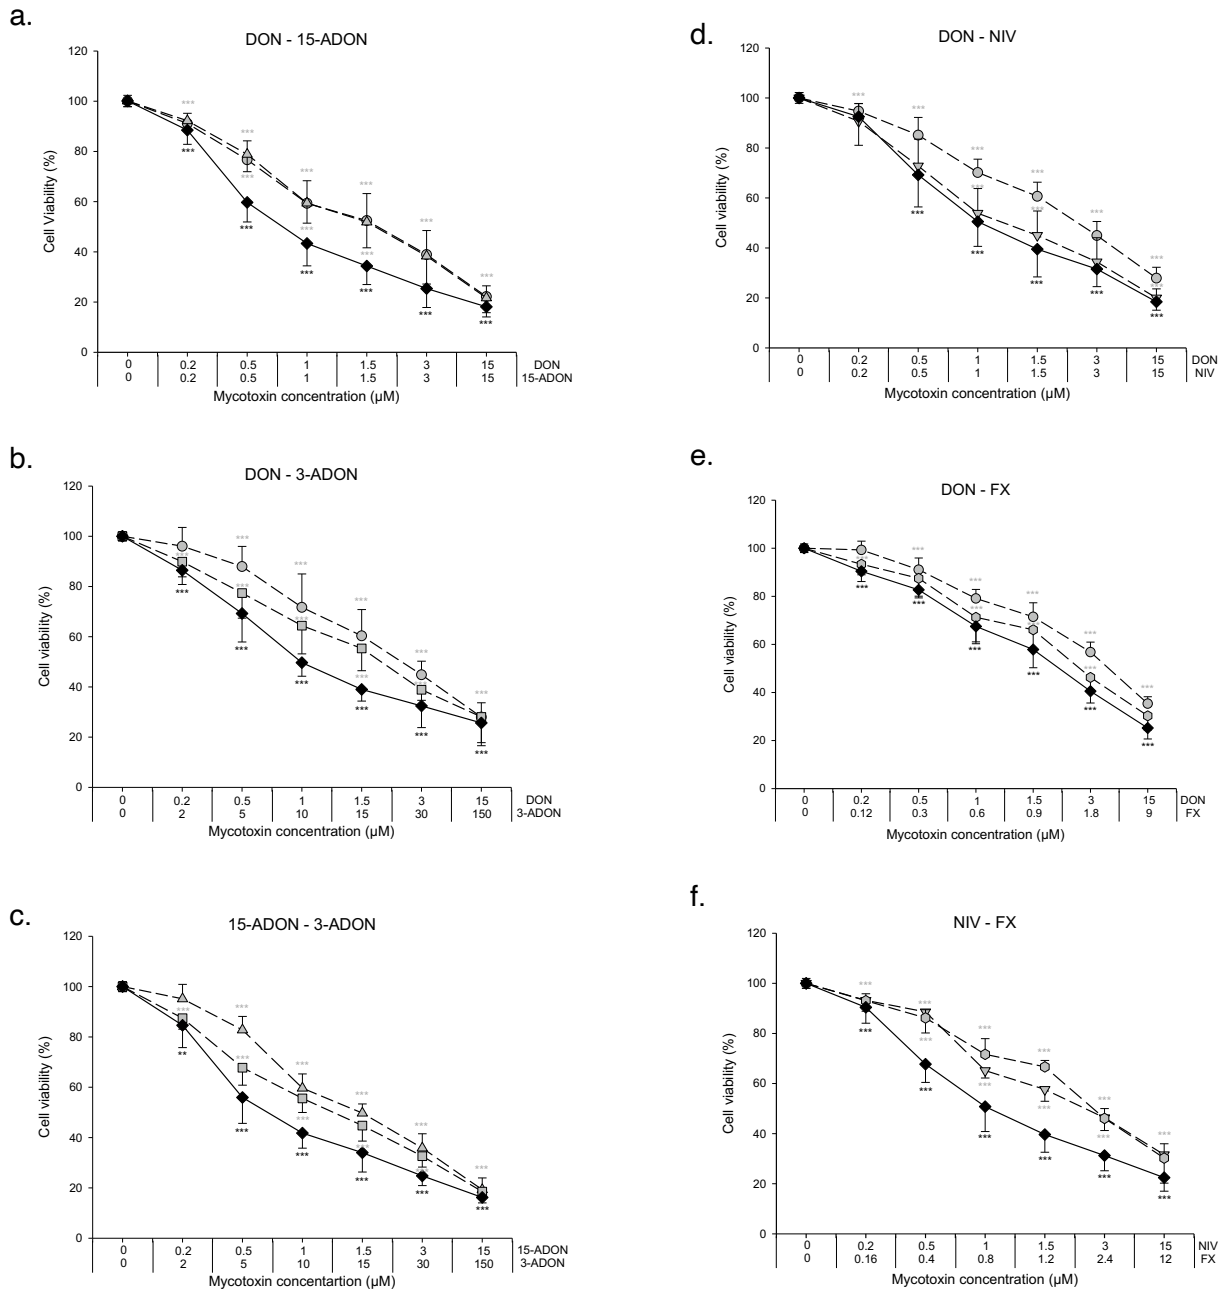 a.
DON - 15-ADON
120
100
80
60
40
20
0
Cell Viability (%)
*** *** *** *** *** ***
*** *** *** ***
*** *** *** *** *** ***
0 0.2 0.5 1 1.5 3 15 DON
0 0.2 0.5 1 1.5 3 15 15-ADON
Mycotoxin concentration (µM)
b.
DON - 3-ADON
120
100
80
60
40
20
0
Cell viability (%)
*** *** *** *** ***
*** *** *** *** ***
*** *** *** *** *** ***
0 0.2 0.5 1 1.5 3 15 DON
0 2 5 10 15 30 150 3-ADON
Mycotoxin concentration (µM)
c.
15-ADON - 3-ADON
120
100
80
60
40
20
0
Cell viability (%)
*** *** *** *** ***
*** *** *** *** ***
** *** *** *** *** ***
0 0.2 0.5 1 1.5 3 15 15-ADON
0 2 5 10 15 30 150 3-ADON
Mycotoxin concentartion (µM)
d.
DON - NIV
120
100
80
60
40
20
0
Cell viability (%)
*** *** *** *** *** ***
*** *** ***
*** *** *** *** ***
0 0.2 0.5 1 1.5 3 15 DON
0 0.2 0.5 1 1.5 3 15 NIV
Mycotoxin concentration (µM)
e.
DON - FX
120
100
80
60
40
20
0
Cell viability (%)
*** *** *** *** ***
*** *** ***
*** *** *** *** *** ***
0 0.2 0.5 1 1.5 3 15 DON
0 0.12 0.3 0.6 0.9 1.8 9 FX
Mycotoxin concentration (µM)
f.
NIV - FX
120
100
80
60
40
20
0
Cell viability (%)
*** *** *** *** *** ***
*** *** *** ***
*** *** *** *** *** ***
0 0.2 0.5 1 1.5 3 15 NIV
0 0.16 0.4 0.8 1.2 2.4 12 FX
Mycotoxin concentration (µM)